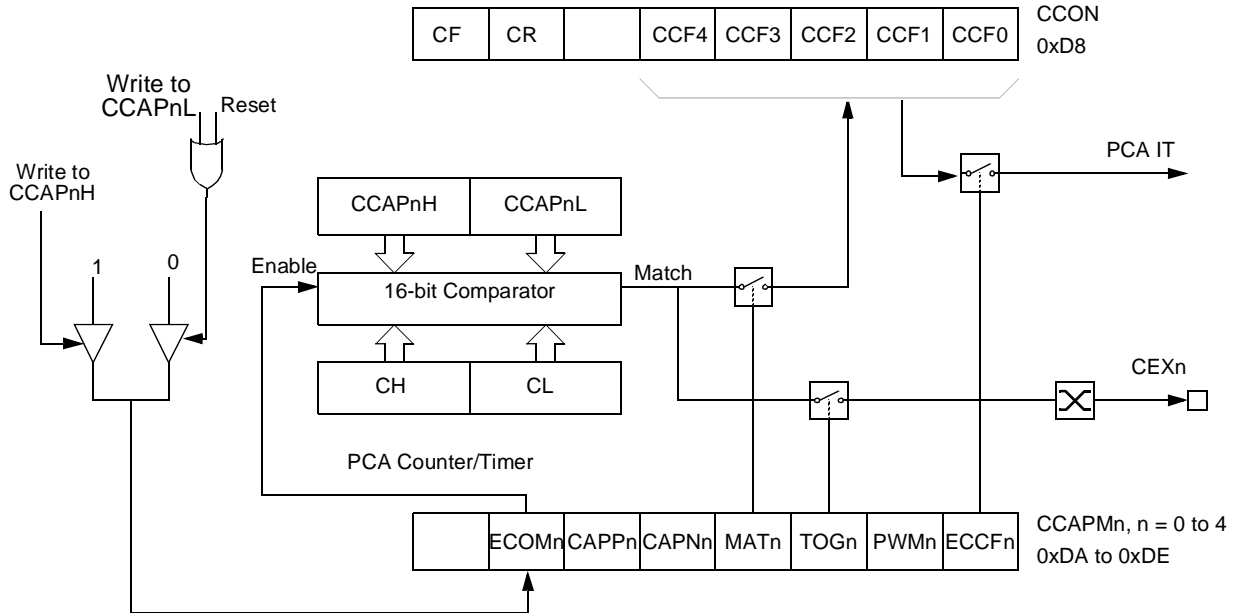 CF CR CCF4 CCF3 CCF2 CCF1 CCF0
CCON
0xD8
Write to
CCAPnL
Reset
Write to
CCAPnH
PCA IT
CCAPnH CCAPnL
1
0
Enable
16-bit Comparator
Match
CH CL
CEXn
PCA Counter/Timer
ECOMn CAPPn CAPNn MATn TOGn PWMn ECCFn
CCAPMn, n = 0 to 4
0xDA to 0xDE